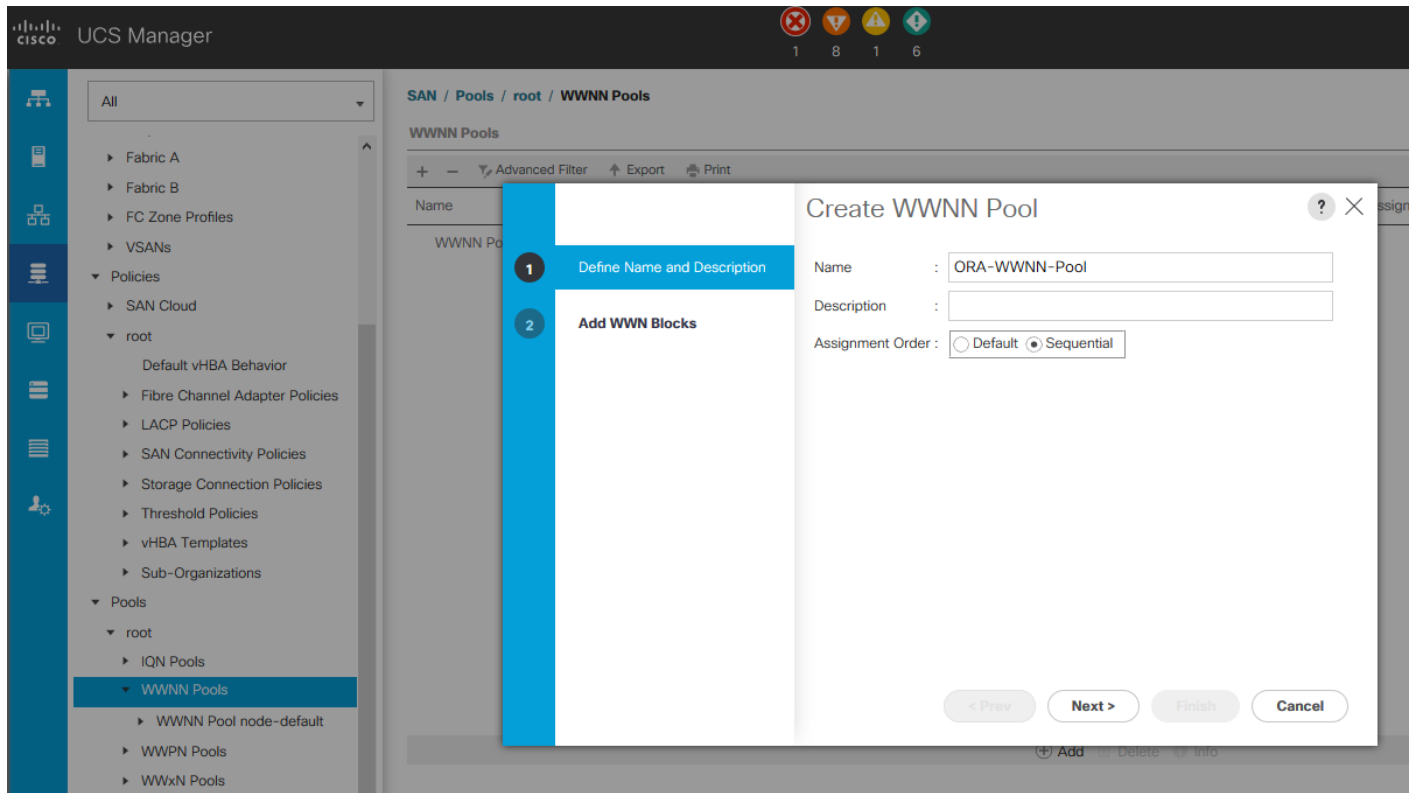 CISCO
UCS Manager
1 8 1 6
All
Fabric A
Fabric B
FC Zone Profiles
VSANs
Policies
SAN Cloud
root
Default vHBA Behavior
Fibre Channel Adapter Policies
LACP Policies
SAN Connectivity Policies
Storage Connection Policies
Threshold Policies
vHBA Templates
Sub-Organizations
Pools
root
IQN Pools
WWNN Pools
WWNN Pool node-default
WWPN Pools
WWxN Pools
SAN / Pools / root / WWNN Pools
WWNN Pools
+ − Advanced Filter Export Print
Name
WWNN Po
ssign
1 Define Name and Description
2 Add WWN Blocks
Create WWNN Pool
?
Name : ORA-WWNN-Pool
Description :
Assignment Order : Default Sequential
< Prev Next > Finish Cancel
Add Delete Info